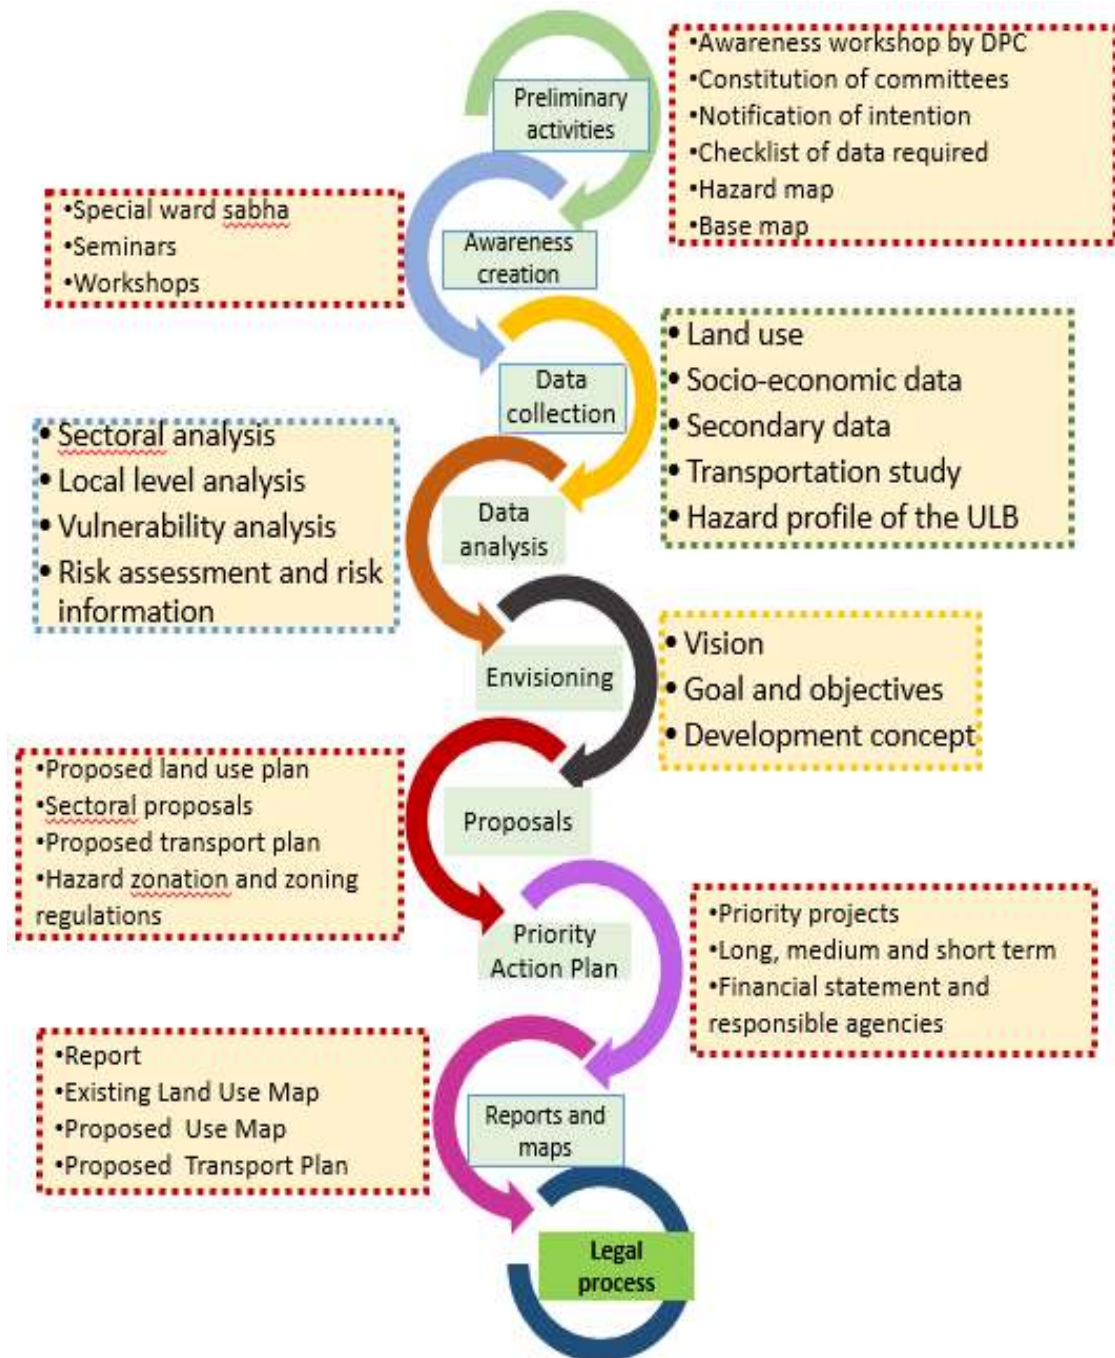 Preliminary
activities
•Awareness workshop by DPC
•Constitution of committees
•Notification of intention
•Checklist of data required
•Hazard map
•Base map
Awareness
creation
•Special ward sabha
•Seminars
•Workshops
Data
collection
• Land use
• Socio-economic data
• Secondary data
• Transportation study
• Hazard profile of the ULB
Data
analysis
• Sectoral analysis
• Local level analysis
• Vulnerability analysis
• Risk assessment and risk
information
Envisioning
• Vision
• Goal and objectives
• Development concept
Proposals
•Proposed land use plan
•Sectoral proposals
•Proposed transport plan
•Hazard zonation and zoning
regulations
Priority
Action Plan
•Priority projects
•Long, medium and short term
•Financial statement and
responsible agencies
Reports and
maps
•Report
•Existing Land Use Map
•Proposed Use Map
•Proposed Transport Plan
Legal
process